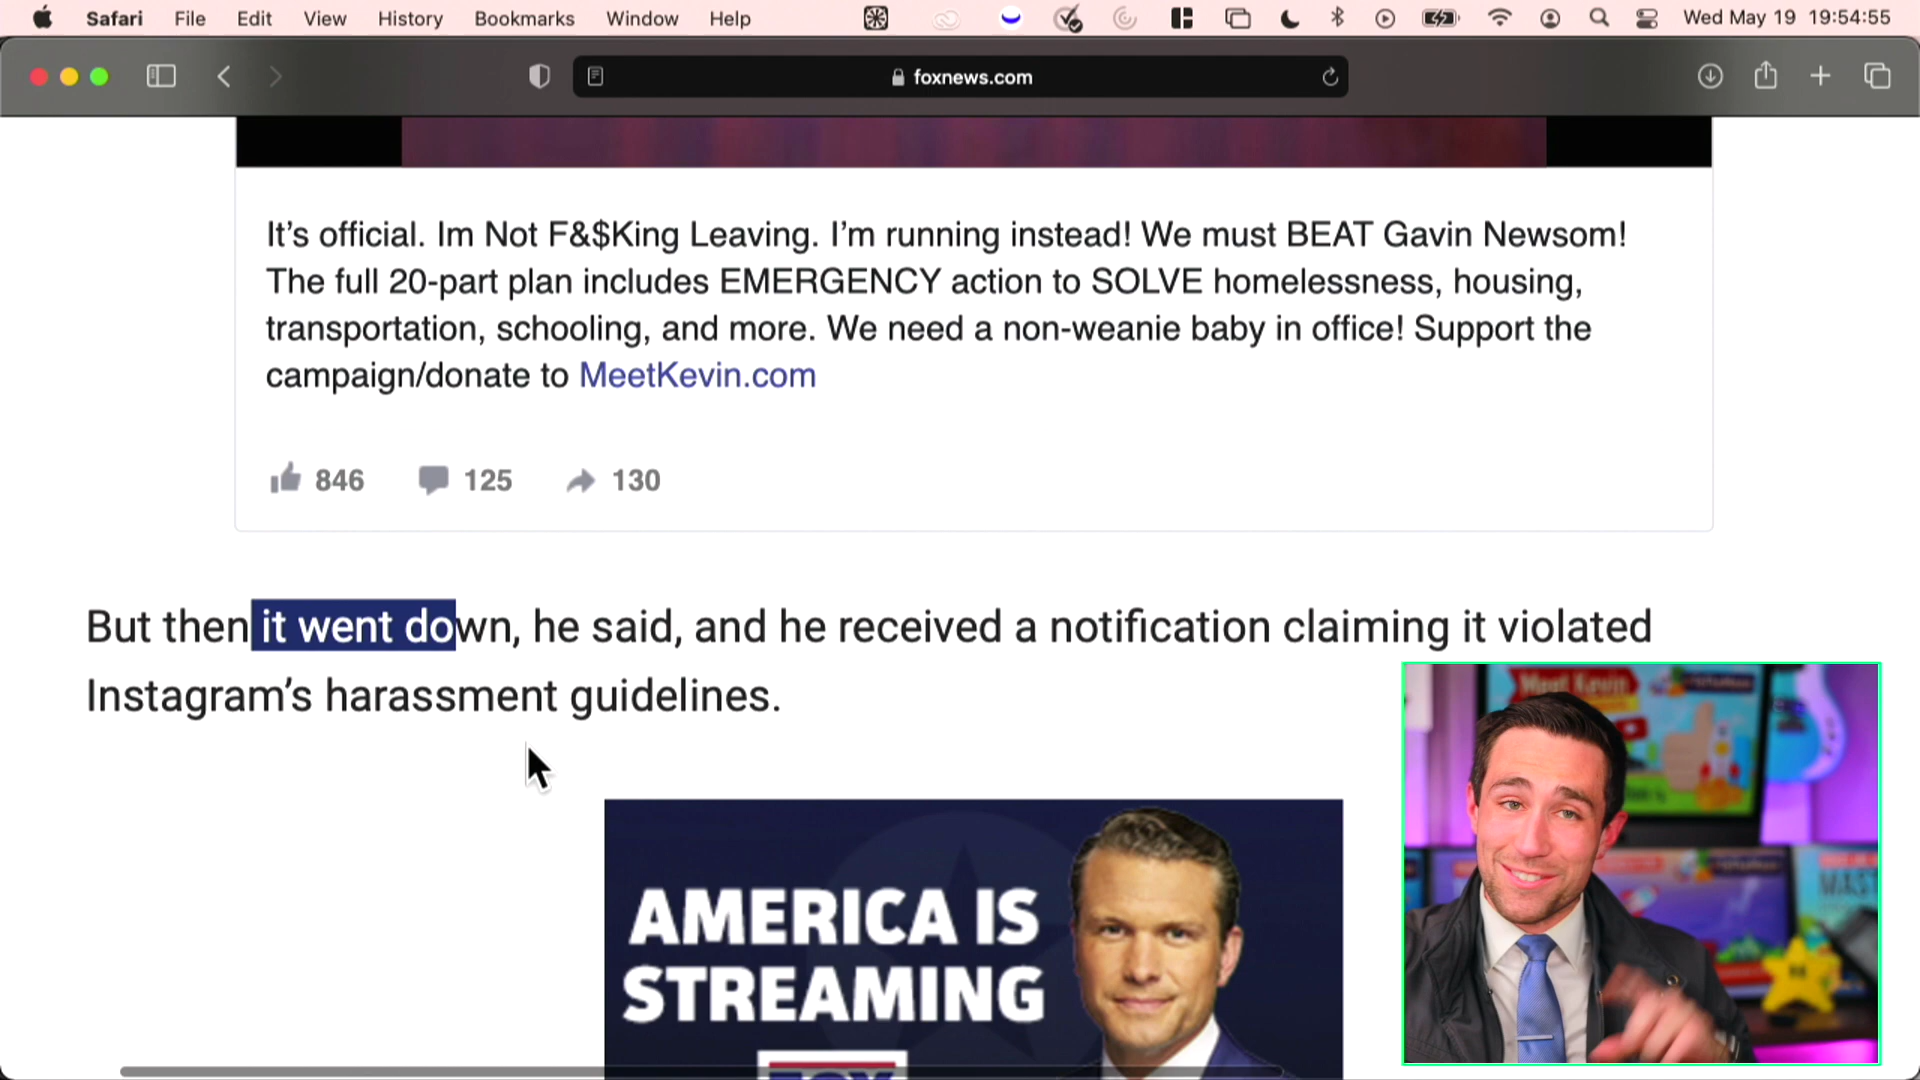 Safari File Edit View History Bookmarks Window Help Wed May 19 19:54:55
foxnews.com
It’s official. Im Not F&$King Leaving. I’m running instead! We must BEAT Gavin Newsom!
The full 20-part plan includes EMERGENCY action to SOLVE homelessness, housing,
transportation, schooling, and more. We need a non-weanie baby in office! Support the
campaign/donate to MeetKevin.com
846 125 130
But then it went down, he said, and he received a notification claiming it violated
Instagram’s harassment guidelines.
Meet Kevin
AMERICA IS
STREAMING
FOX